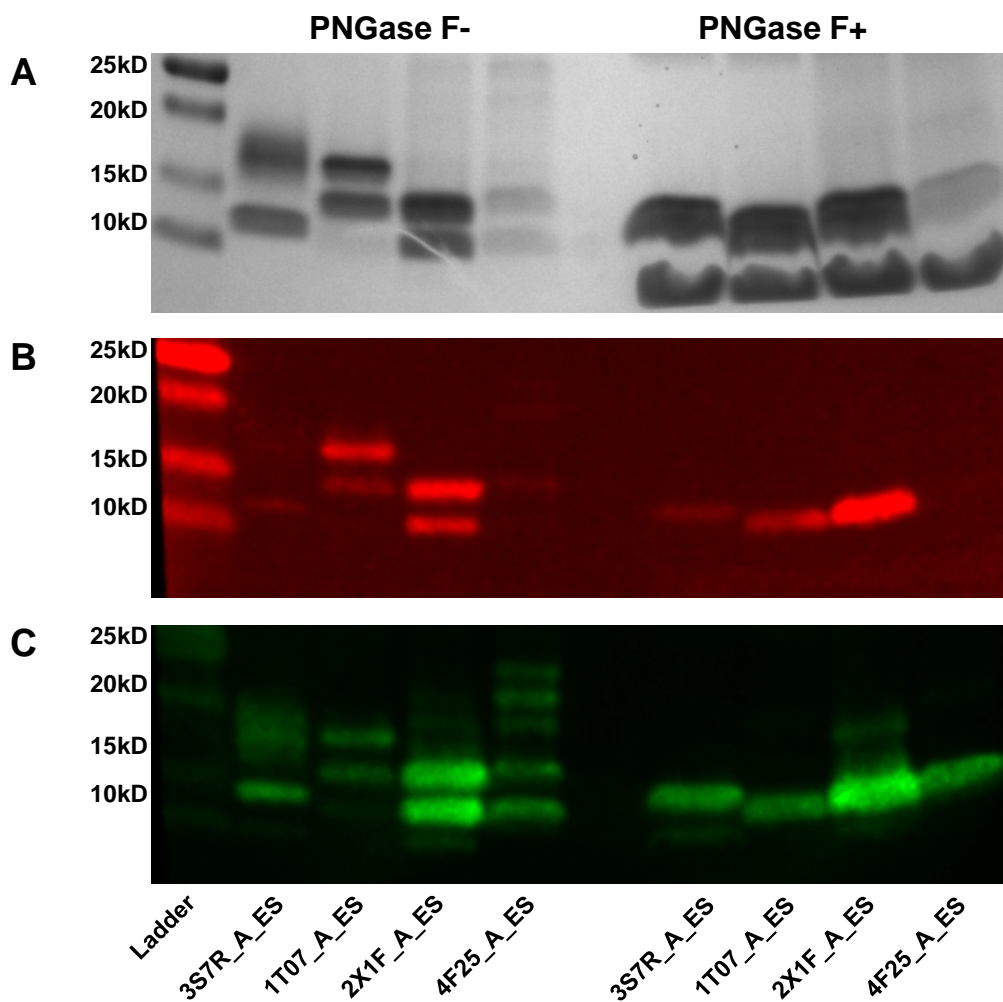 PNGase F- PNGase F+
A
25kD
20kD
15kD
10kD
B
25kD
20kD
15kD
10kD
C
25kD
20kD
15kD
10kD
Ladder
3S7R_A_ES
1T07_A_ES
2X1F_A_ES
4F25_A_ES
3S7R_A_ES
1T07_A_ES
2X1F_A_ES
4F25_A_ES